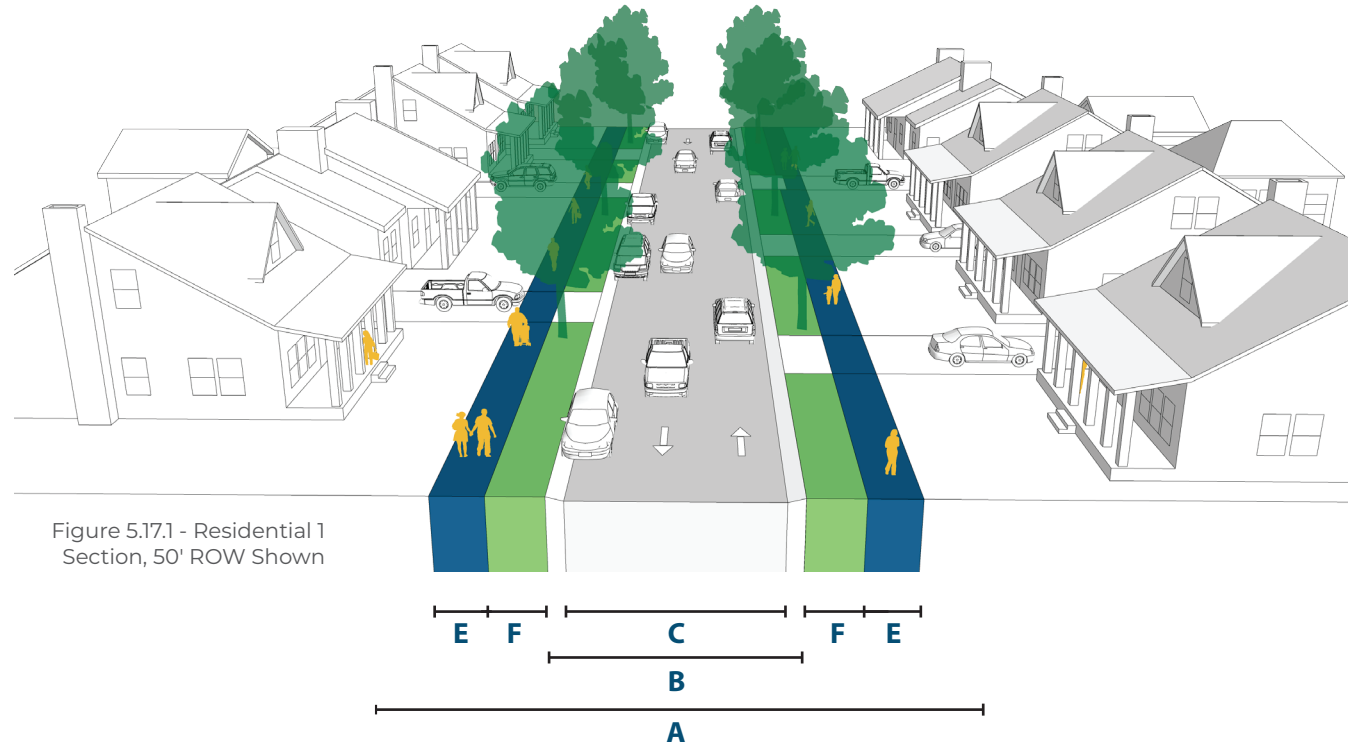 Figure 5.17.1 - Residential 1
Section, 50' ROW Shown
E F C F E
B
A